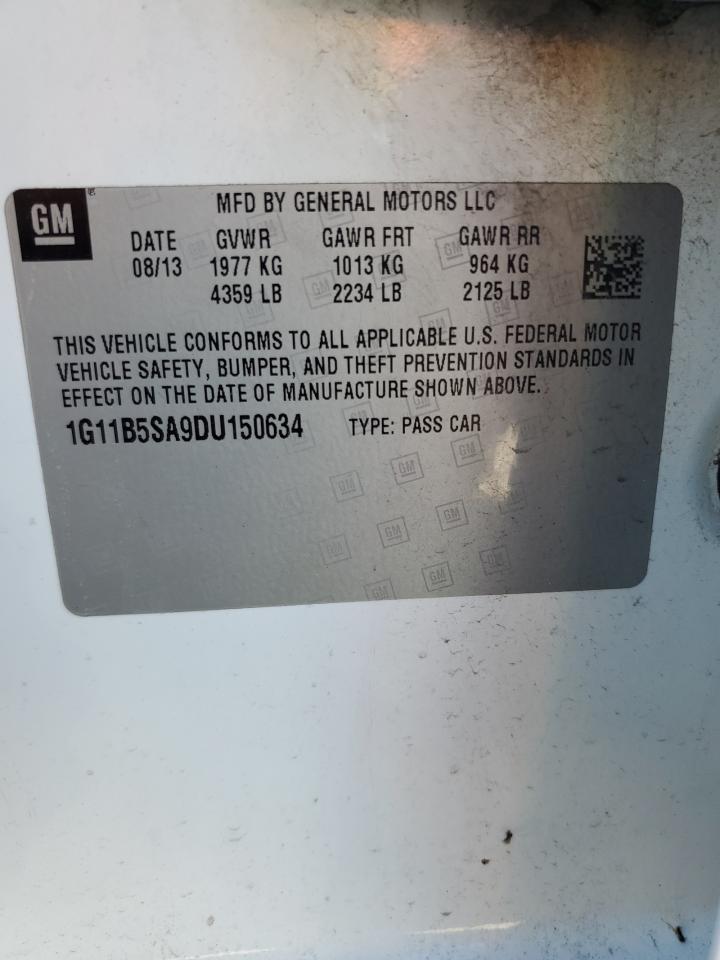 GM
MFD BY GENERAL MOTORS LLC
DATE GVWR GAWR FRT GAWR RR
08/13 1977 KG 1013 KG 964 KG
4359 LB 2234 LB 2125 LB
THIS VEHICLE CONFORMS TO ALL APPLICABLE U.S. FEDERAL MOTOR
VEHICLE SAFETY, BUMPER, AND THEFT PREVENTION STANDARDS IN
EFFECT ON THE DATE OF MANUFACTURE SHOWN ABOVE.
1G11B5SA9DU150634 TYPE: PASS CAR